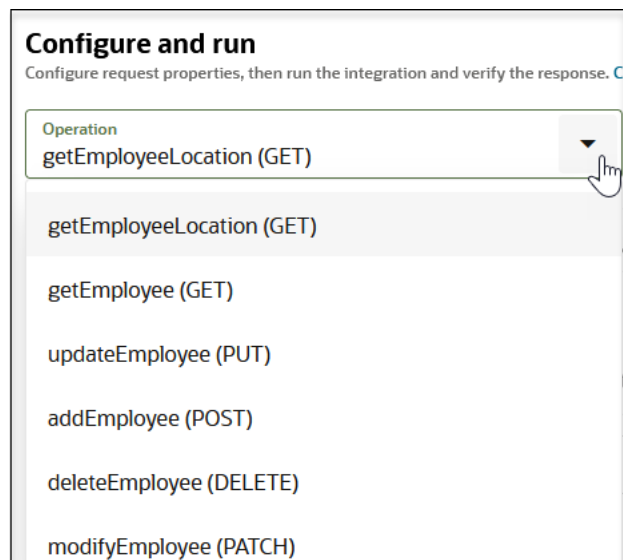 Configure and run
Configure request properties, then run the integration and verify the response.
Operation
getEmployeeLocation (GET)
getEmployeeLocation (GET)
getEmployee (GET)
updateEmployee (PUT)
addEmployee (POST)
deleteEmployee (DELETE)
modifyEmployee (PATCH)